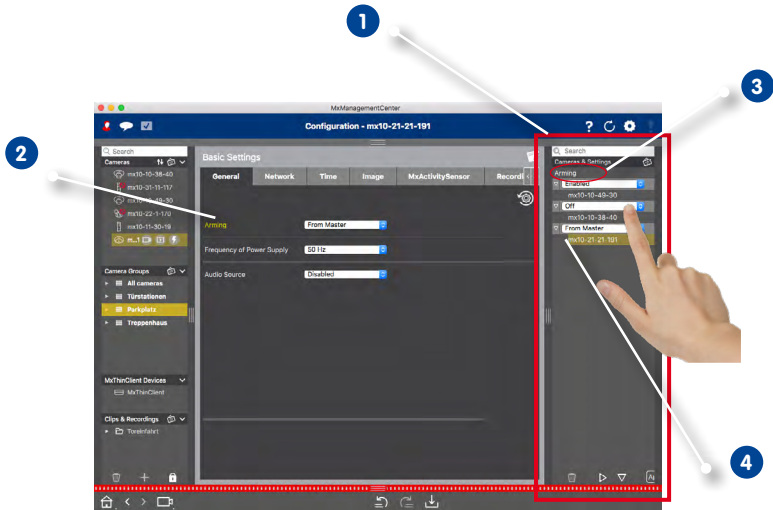 1
3
2
4
MxManagementCenter
Configuration - mx10-21-21-191
?
Search
Cameras
mx10-10-38-40
mx10-31-11-117
mx10-10-49-30
mx10-22-1-170
mx10-11-30-19
m...1
Camera Groups
All cameras
Türstationen
Parkplatz
Treppenhaus
MxThinClient Devices
MxThinClient
Clips & Recordings
Toreinfahrt
Basic Settings
General Network Time Image MxActivitySensor Recordi
Arming From Master
Frequency of Power Supply 50 Hz
Audio Source Disabled
Search
Cameras & Settings
Arming
Enabled
mx10-10-49-30
Off
mx10-10-38-40
From Master
mx10-21-21-191